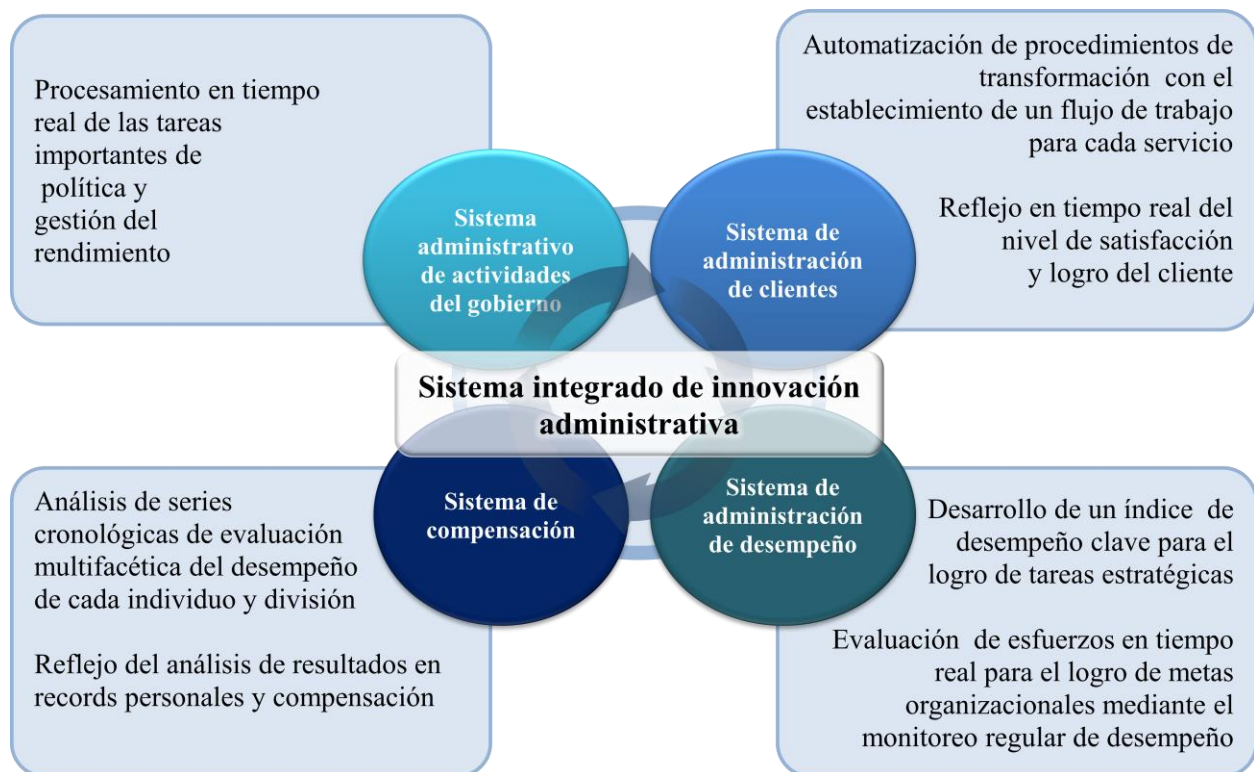 Procesamiento en tiempo
real de las tareas
importantes de
política y
gestión del
rendimiento
Automatización de procedimientos de
transformación con el
establecimiento de un flujo de trabajo
para cada servicio
Reflejo en tiempo real del
nivel de satisfacción
y logro del cliente
Sistema
administrativo
de actividades
del gobierno
Sistema de
administración
de clientes
Sistema integrado de innovación
administrativa
Sistema de
compensación
Sistema de
administración
de desempeño
Análisis de series
cronológicas de evaluación
multifacética del desempeño
de cada individuo y división
Reflejo del análisis de resultados en
records personales y compensación
Desarrollo de un índice de
desempeño clave para el
logro de tareas estratégicas
Evaluación de esfuerzos en tiempo
real para el logro de metas
organizacionales mediante el
monitoreo regular de desempeño